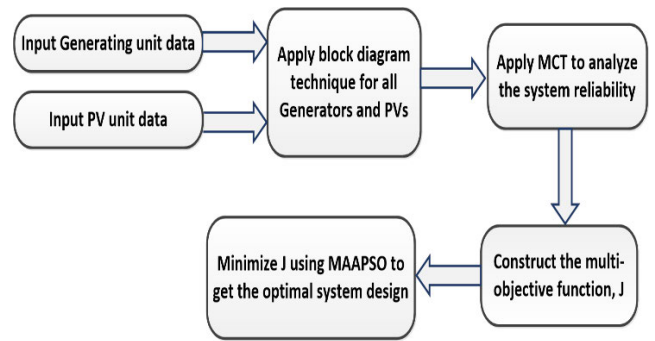 Input Generating unit data
Input PV unit data
Apply block diagram
technique for all
Generators and PVs
Apply MCT to analyze
the system reliability
Construct the multi-
objective function, J
Minimize J using MAAPSO to
get the optimal system design